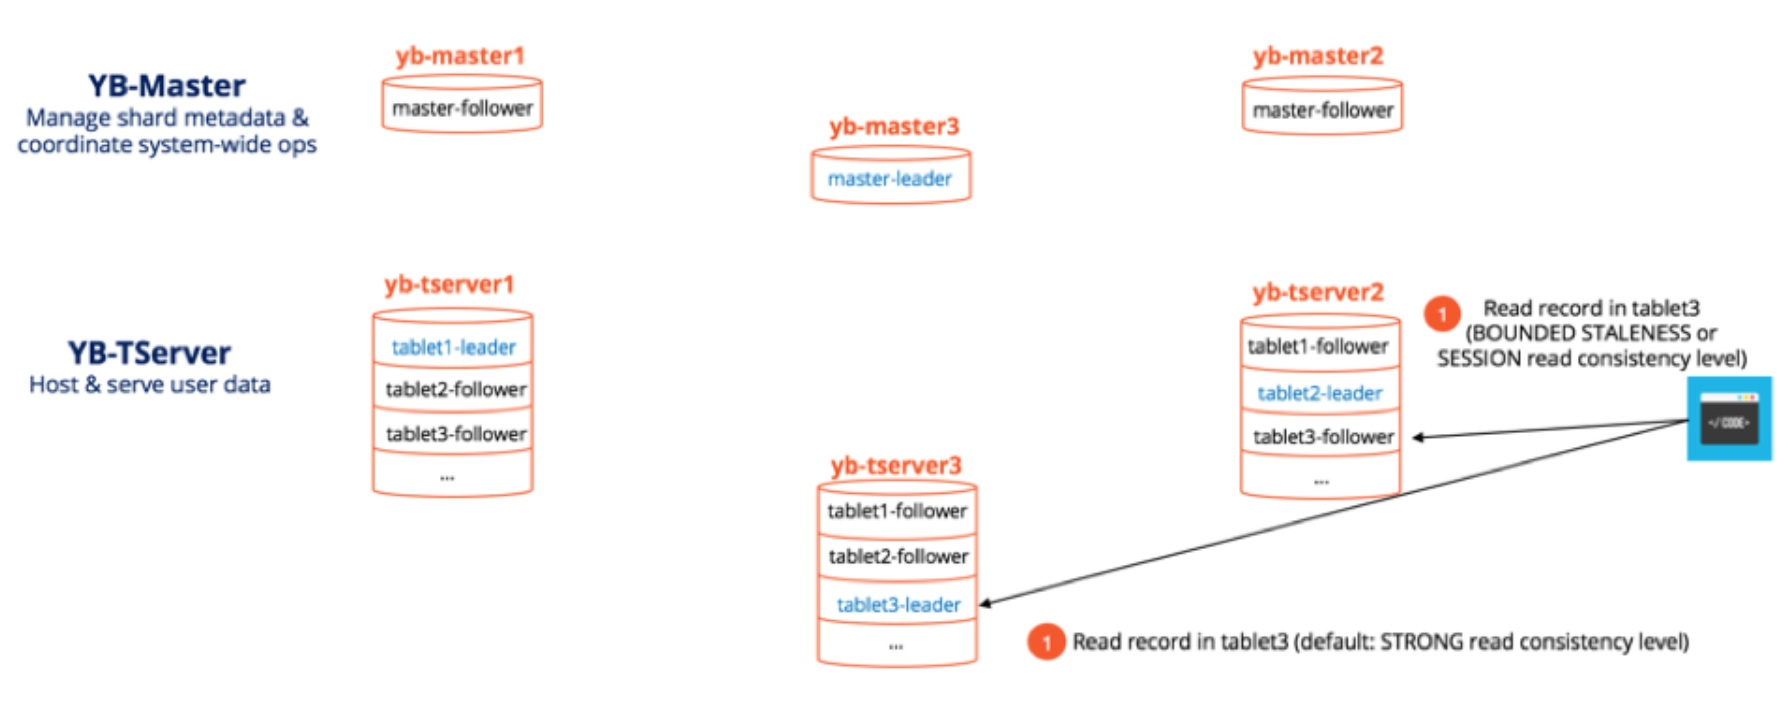 yb-master1
yb-master2
YB-Master
Manage shard metadata &
coordinate system-wide ops
master-follower
master-follower
yb-master3
master-leader
yb-tserver1
yb-tserver2
YB-TServer
Host & serve user data
tablet1-leader
tablet2-follower
tablet3-follower
...
tablet1-follower
tablet2-leader
tablet3-follower
...
1
Read record in tablet3
(BOUNDED STALENESS or
SESSION read consistency level)
</CODE>
yb-tserver3
tablet1-follower
tablet2-follower
tablet3-leader
...
1 Read record in tablet3 (default: STRONG read consistency level)